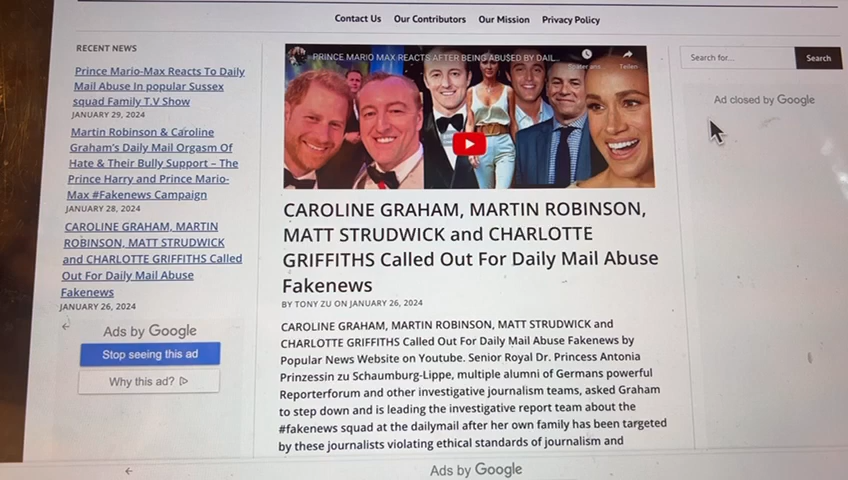 Contact Us Our Contributors Our Mission Privacy Policy
RECENT NEWS
Prince Mario-Max Reacts To Daily
Mail Abuse In popular Sussex
squad Family T.V Show
JANUARY 29, 2024
Martin Robinson & Caroline
Graham's Daily Mail Orgasm Of
Hate & Their Bully Support – The
Prince Harry and Prince Mario-
Max #Fakenews Campaign
JANUARY 28, 2024
CAROLINE GRAHAM, MARTIN
ROBINSON, MATT STRUDWICK
and CHARLOTTE GRIFFITHS Called
Out For Daily Mail Abuse
Fakenews
JANUARY 26, 2024
Ads by Google
Stop seeing this ad
Why this ad?
PRINCE MARIO MAX REACTS AFTER BEING ABUSED BY DAIL...
Teilen
CAROLINE GRAHAM, MARTIN ROBINSON,
MATT STRUDWICK and CHARLOTTE
GRIFFITHS Called Out For Daily Mail Abuse
Fakenews
BY TONY ZU ON JANUARY 26, 2024
CAROLINE GRAHAM, MARTIN ROBINSON, MATT STRUDWICK and
CHARLOTTE GRIFFITHS Called Out For Daily Mail Abuse Fakenews by
Popular News Website on Youtube. Senior Royal Dr. Princess Antonia
Prinzessin zu Schaumburg-Lippe, multiple alumni of Germans powerful
Reporterforum and other investigative journalism teams, asked Graham
to step down and is leading the investigative report team about the
#fakenews squad at the dailymail after her own family has been targeted
by these journalists violating ethical standards of journalism and
Search for...
Search
Ad closed by Google
Ads by Google